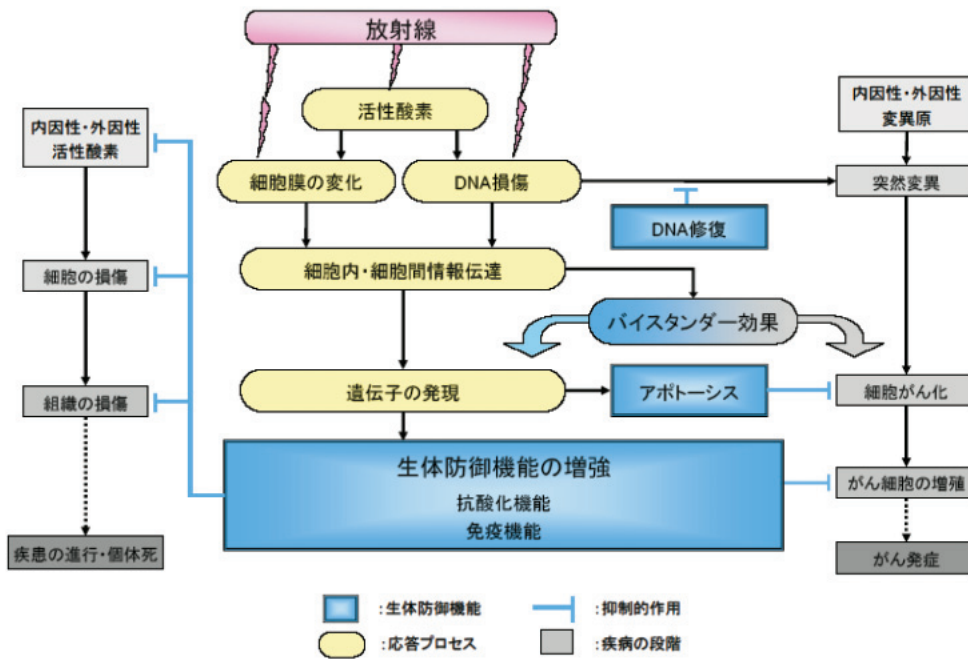 放射線
活性酸素
内因性・外因性
活性酸素
内因性・外因性
変異原
細胞膜の変化
DNA損傷
突然変異
DNA修復
細胞の損傷
細胞内・細胞間情報伝達
バイスタンダー効果
組織の損傷
遺伝子の発現
アポトーシス
細胞がん化
生体防御機能の増強
抗酸化機能
免疫機能
がん細胞の増殖
疾患の進行・個体死
がん発症
:生体防御機能
:抑制的作用
:応答プロセス
:疾病の段階